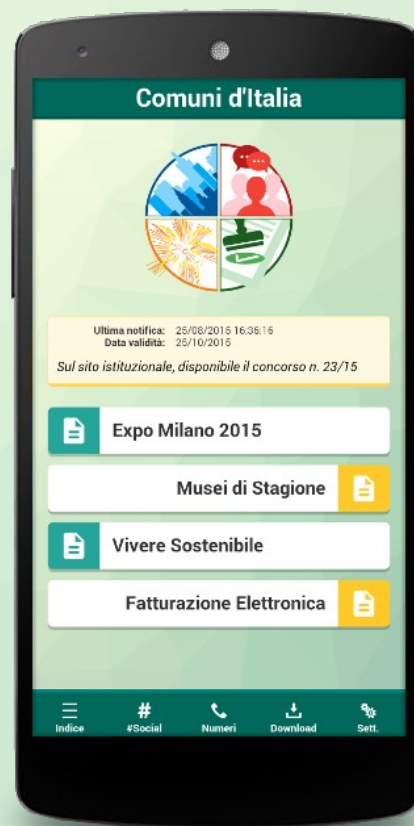 Comuni d'Italia
Ultima notifica: 25/08/2015 16:36:16
Data validità: 25/10/2015
Sul sito istituzionale, disponibile il concorso n. 23/15
Expo Milano 2015
Musei di Stagione
Vivere Sostenibile
Fatturazione Elettronica
Indice #Social Numeri Download Sett.